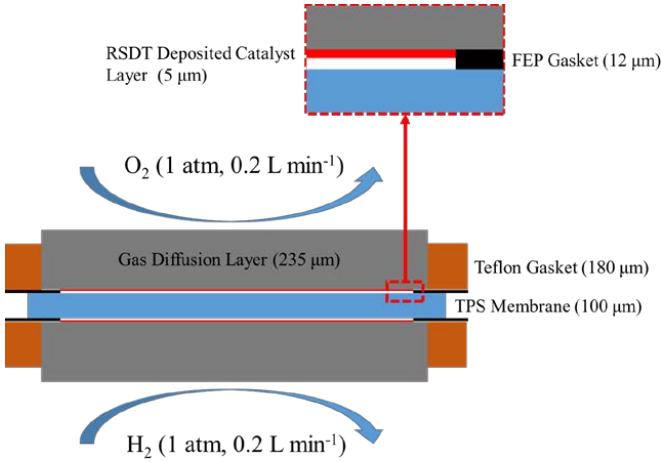 RSDT Deposited Catalyst
Layer (5 μm)
FEP Gasket (12 μm)
O₂ (1 atm, 0.2 L min⁻¹)
Gas Diffusion Layer (235 μm)
Teflon Gasket (180 μm)
TPS Membrane (100 μm)
H₂ (1 atm, 0.2 L min⁻¹)